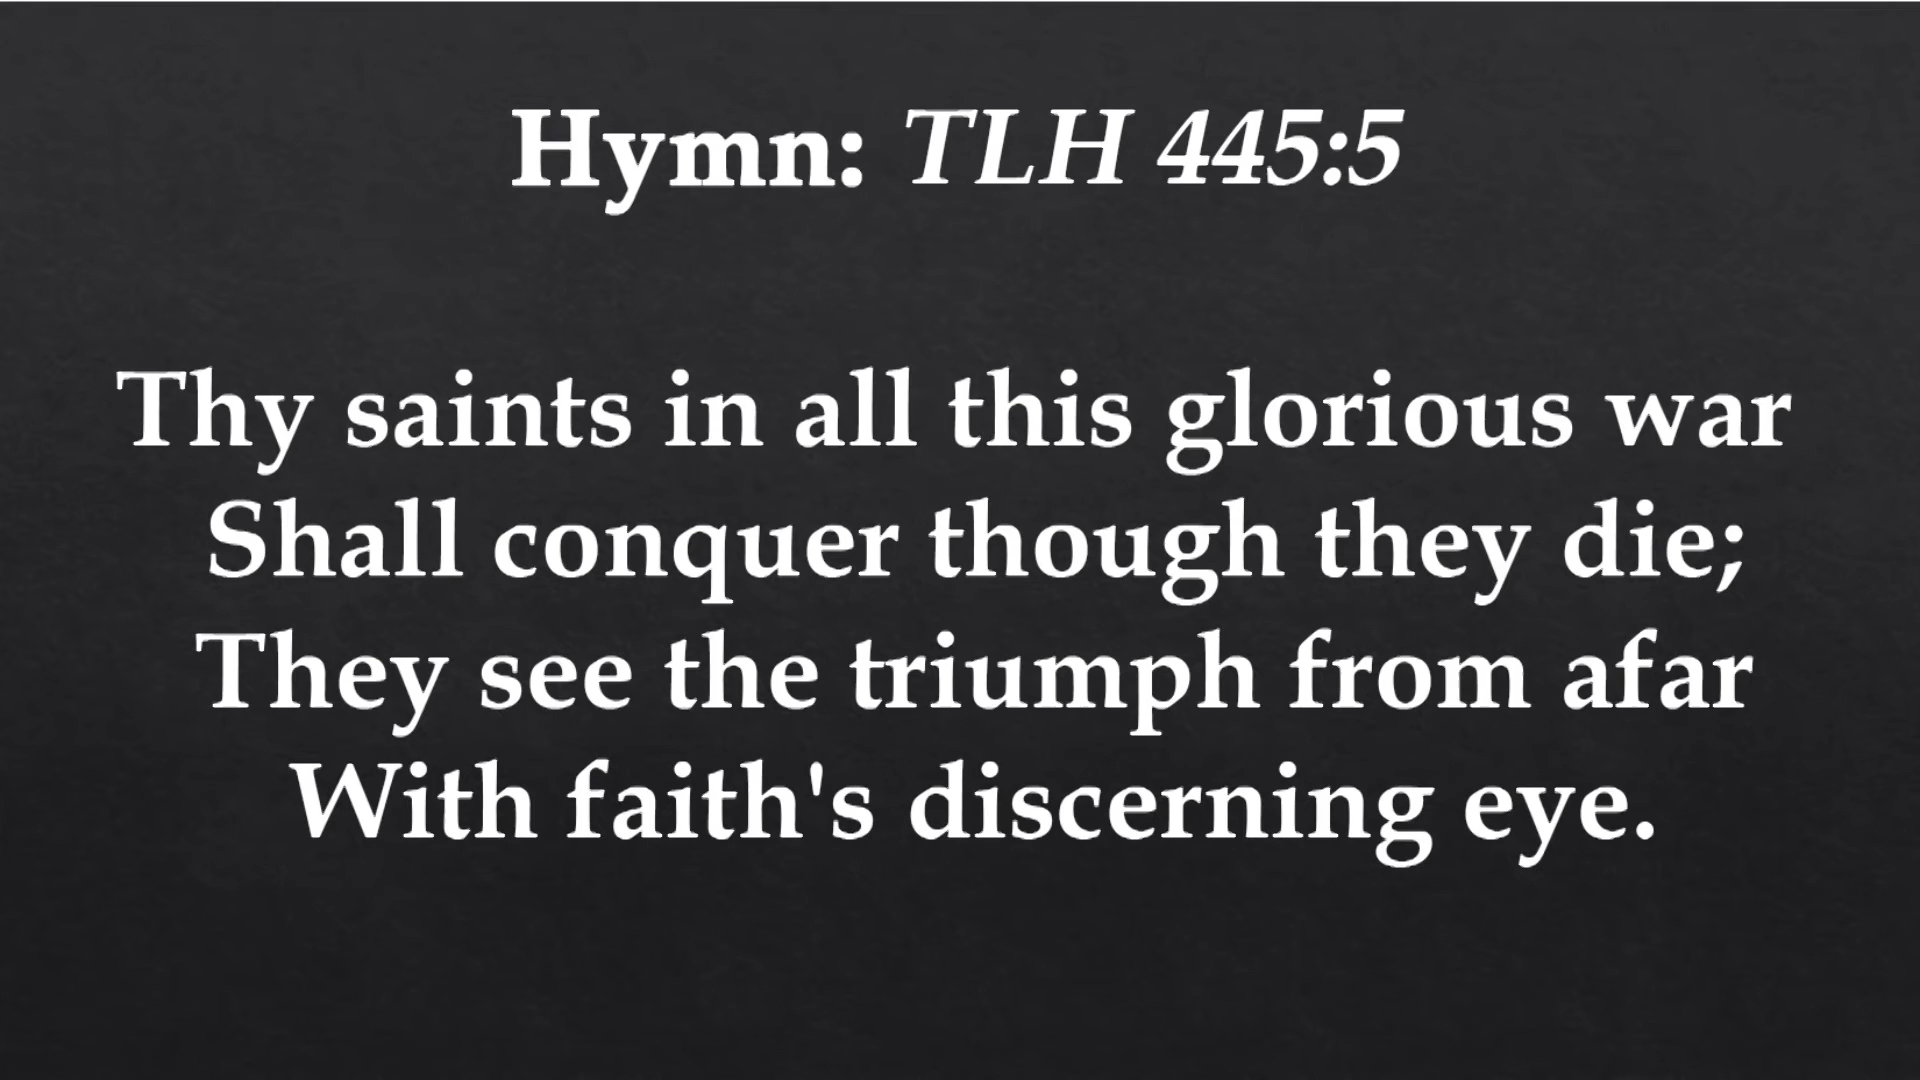 Hymn: TLH 445:5
Thy saints in all this glorious war
Shall conquer though they die;
They see the triumph from afar
With faith's discerning eye.